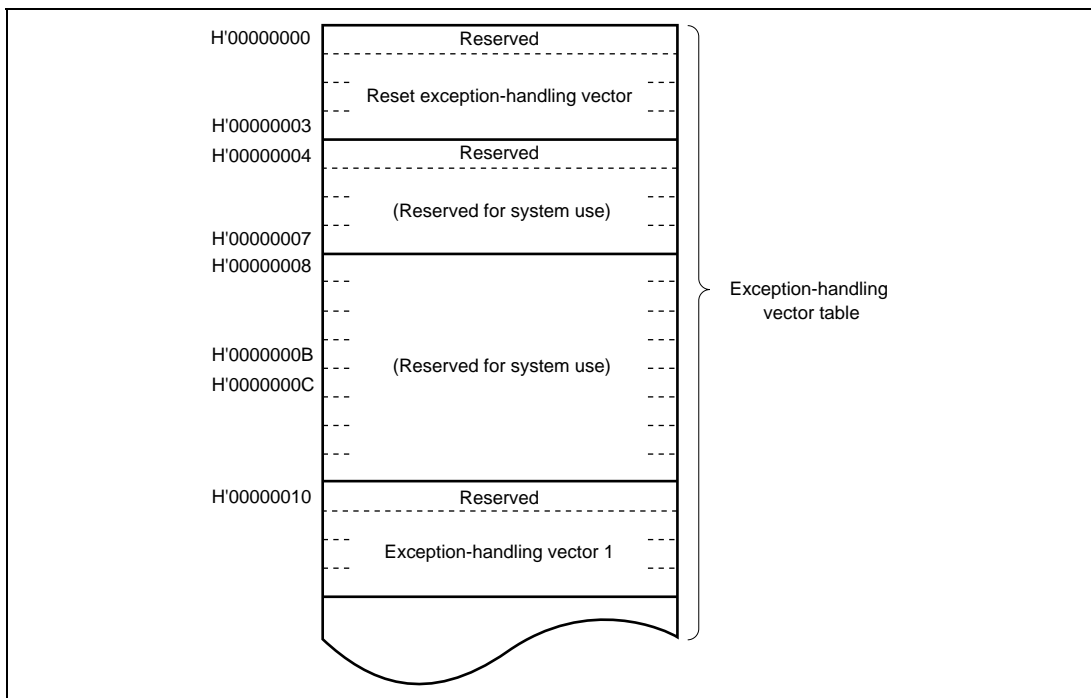 H'00000000
Reserved
Reset exception-handling vector
H'00000003
H'00000004
Reserved
(Reserved for system use)
H'00000007
H'00000008
Exception-handling
vector table
H'0000000B
(Reserved for system use)
H'0000000C
H'00000010
Reserved
Exception-handling vector 1